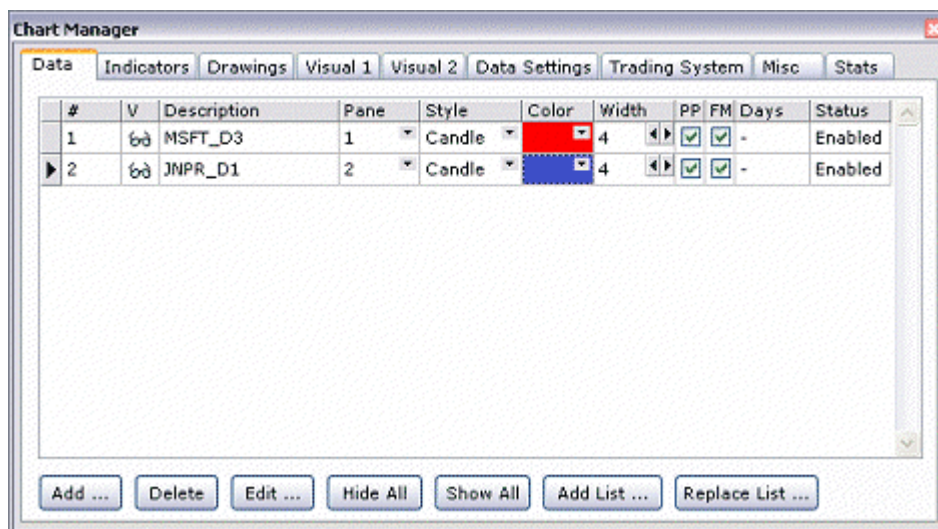 Chart Manager
Data Indicators Drawings Visual 1 Visual 2 Data Settings Trading System Misc Stats
# V Description Pane Style Color Width PP FM Days Status
1 MSFT_D3 1 Candle 4 - Enabled
2 JNPR_D1 2 Candle 4 - Enabled
Add ... Delete Edit ... Hide All Show All Add List ... Replace List ...